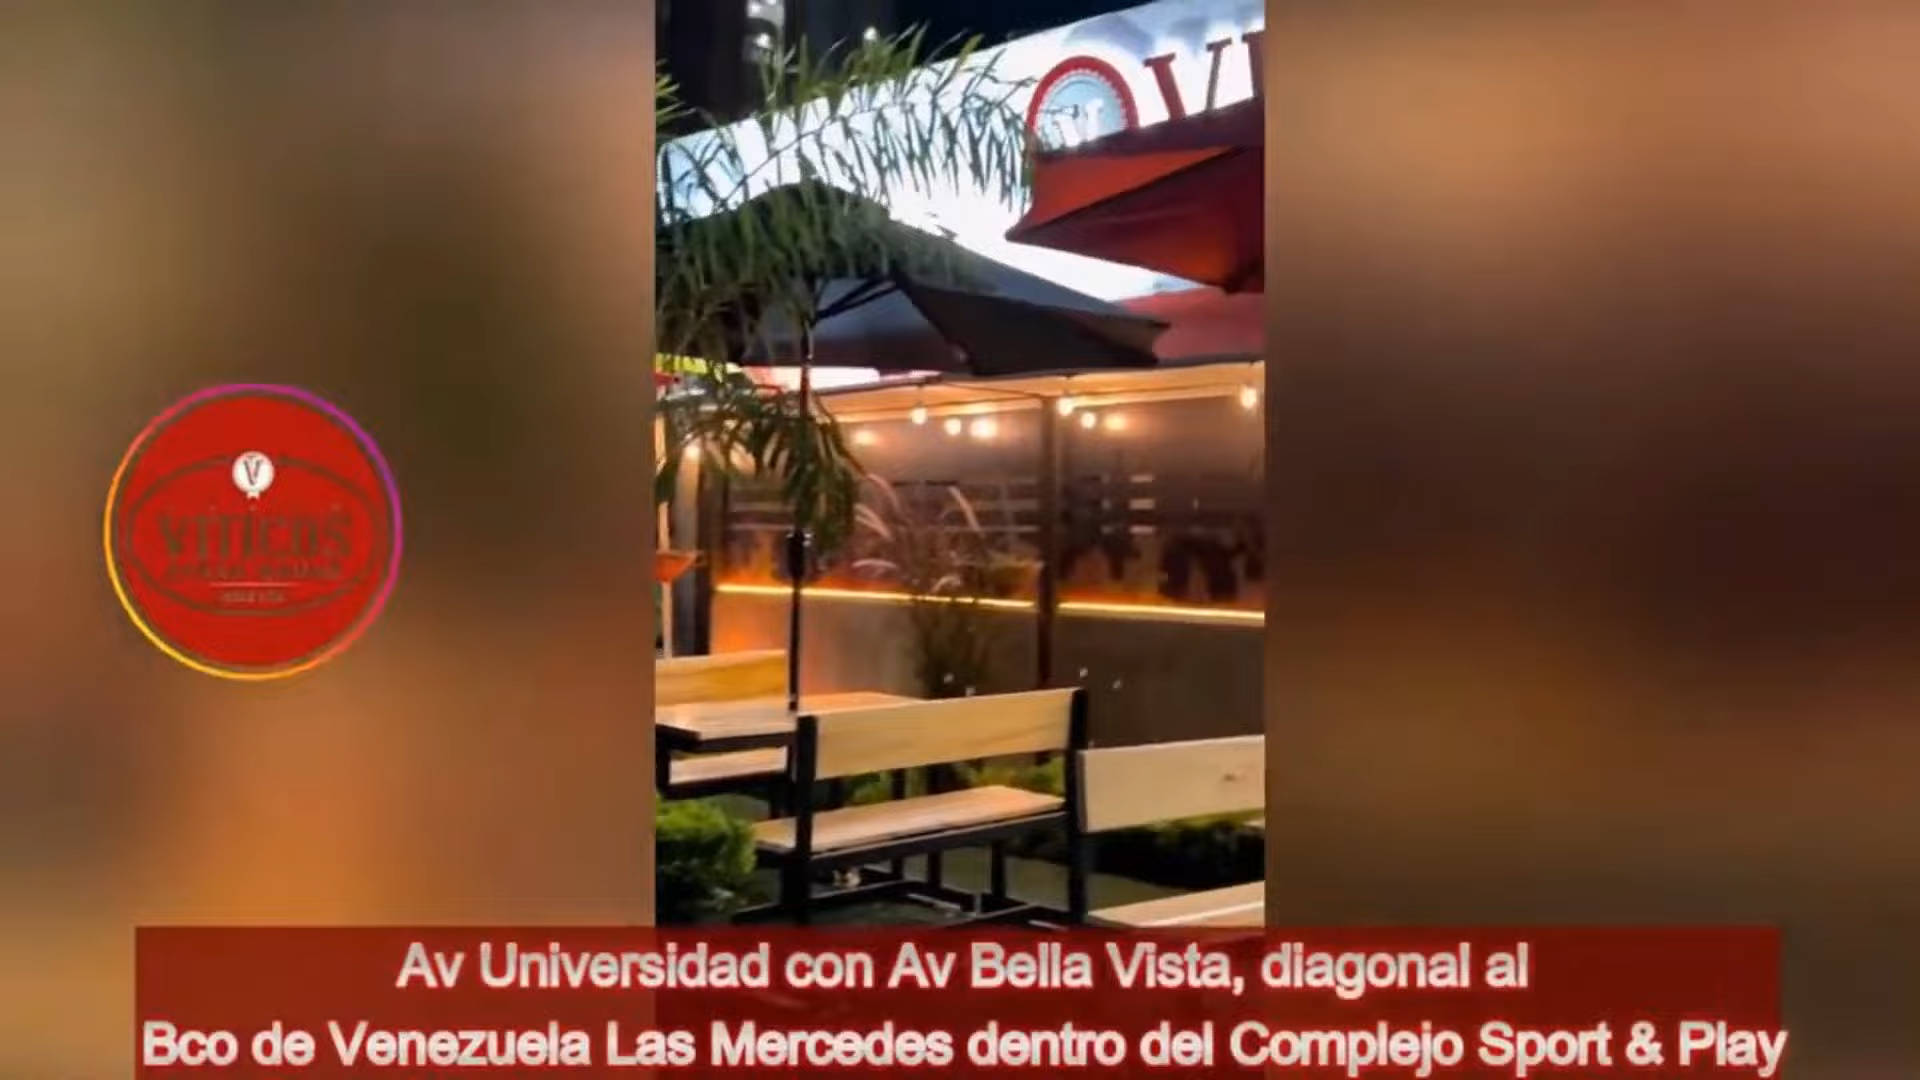 VI
V
V
VITICOS
Av Universidad con Av Bella Vista, diagonal al
Bco de Venezuela Las Mercedes dentro del Complejo Sport & Play